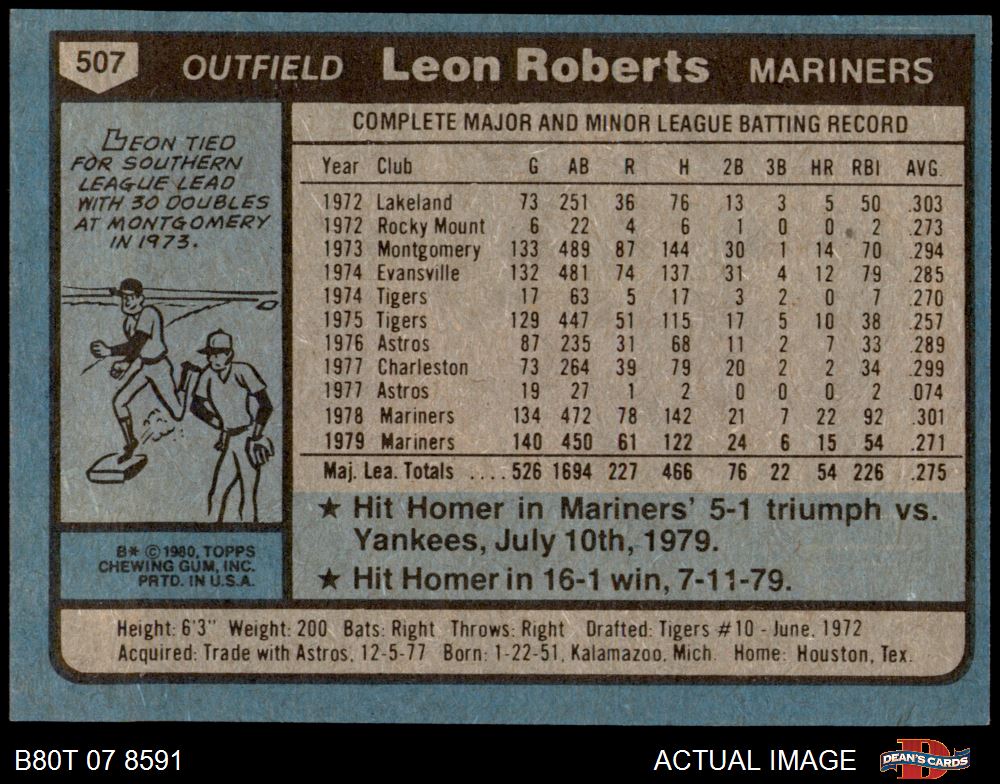 507 OUTFIELD Leon Roberts MARINERS
LEON TIED
FOR SOUTHERN
LEAGUE LEAD
WITH 30 DOUBLES
AT MONTGOMERY
IN 1973.
B* © 1980, TOPPS
CHEWING GUM, INC.
PRTD. IN U.S.A.
COMPLETE MAJOR AND MINOR LEAGUE BATTING RECORD
Year Club G AB R H 2B 3B HR RBI AVG.
1972 Lakeland 73 251 36 76 13 3 5 50 .303
1972 Rocky Mount 6 22 4 6 1 0 0 2 .273
1973 Montgomery 133 489 87 144 30 1 14 70 .294
1974 Evansville 132 481 74 137 31 4 12 79 .285
1974 Tigers 17 63 5 17 3 2 0 7 .270
1975 Tigers 129 447 51 115 17 5 10 38 .257
1976 Astros 87 235 31 68 11 2 7 33 .289
1977 Charleston 73 264 39 79 20 2 2 34 .299
1977 Astros 19 27 1 2 0 0 0 2 .074
1978 Mariners 134 472 78 142 21 7 22 92 .301
1979 Mariners 140 450 61 122 24 6 15 54 .271
Maj. Lea. Totals .... 526 1694 227 466 76 22 54 226 .275
★ Hit Homer in Mariners' 5-1 triumph vs.
Yankees, July 10th, 1979.
★ Hit Homer in 16-1 win, 7-11-79.
Height: 6'3" Weight: 200 Bats: Right Throws: Right Drafted: Tigers #10 - June, 1972
Acquired: Trade with Astros, 12-5-77 Born: 1-22-51, Kalamazoo, Mich. Home: Houston, Tex.
B80T 07 8591 ACTUAL IMAGE DEAN'S CARDS